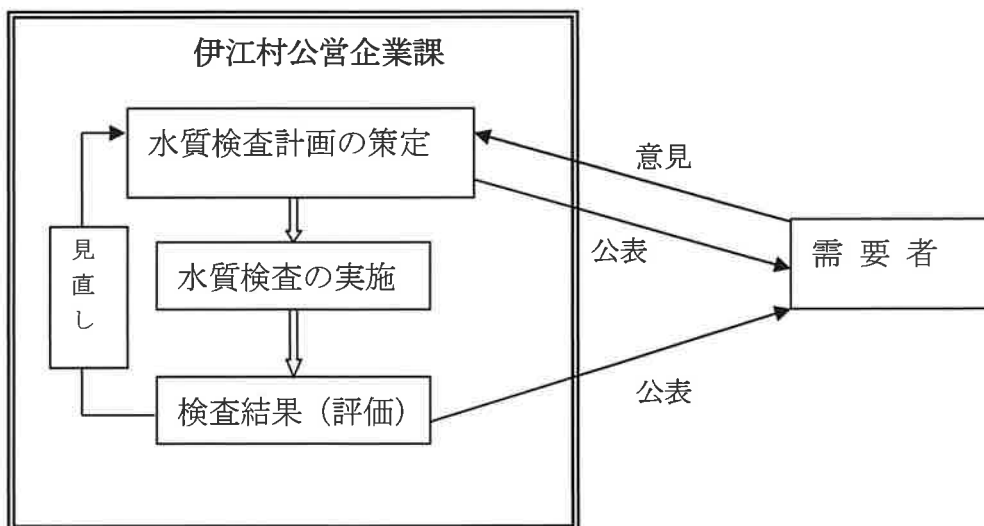 伊江村公営企業課
水質検査計画の策定
意見
公表
需 要 者
見
直
し
水質検査の実施
検査結果（評価）
公表